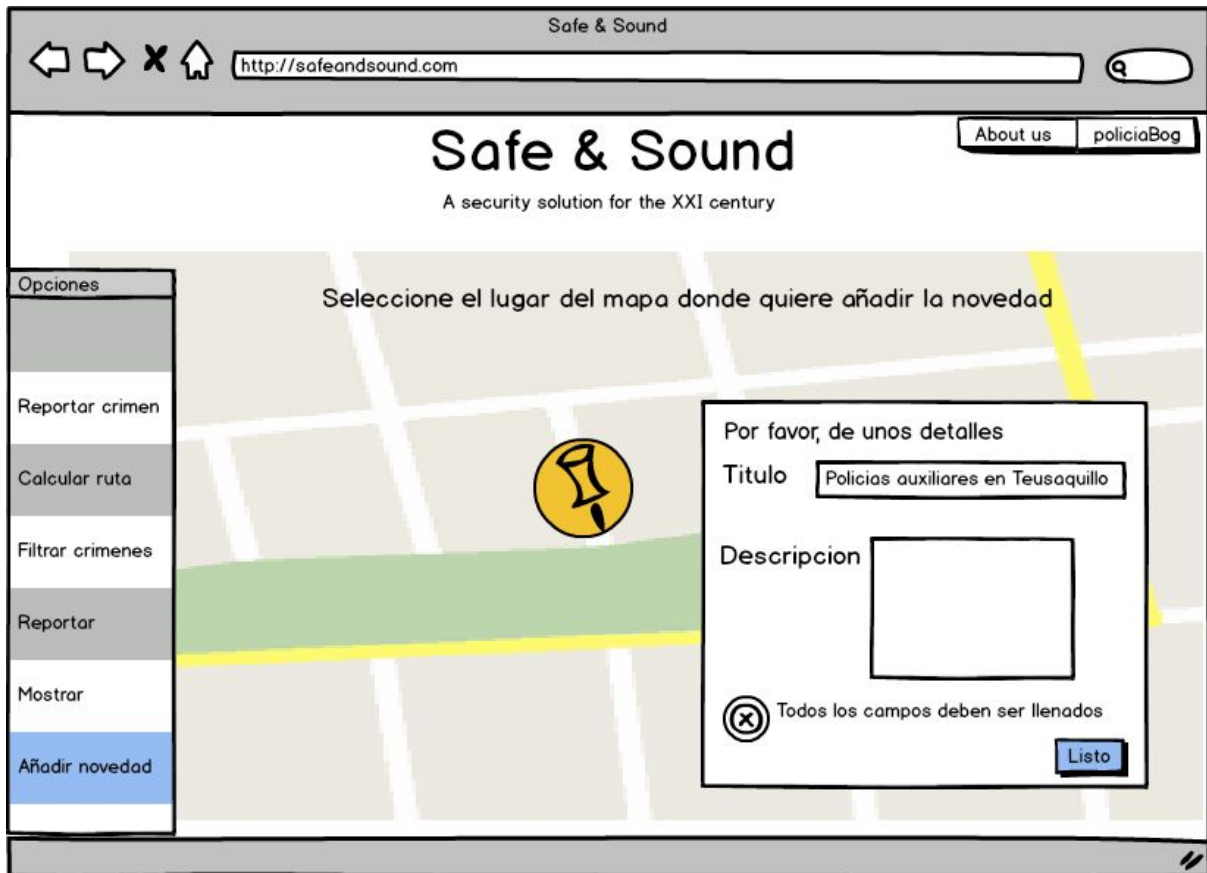 Safe & Sound
http://safeandsound.com
About us
policiaBog
Safe & Sound
A security solution for the XXI century
Opciones
Reportar crimen
Calcular ruta
Filtrar crimenes
Reportar
Mostrar
Añadir novedad
Seleccione el lugar del mapa donde quiere añadir la novedad
Por favor, de unos detalles
Titulo
Policias auxiliares en Teusaquillo
Descripcion
Todos los campos deben ser llenados
Listo